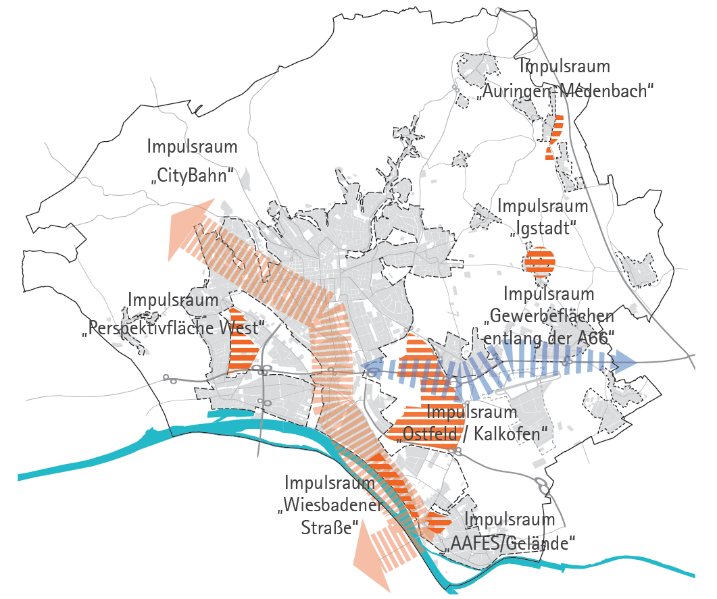 Impulsraum
„Auringen-Medenbach“
Impulsraum
„CityBahn“
Impulsraum
„Igstadt“
Impulsraum
„Gewerbeflächen
entlang der A66“
Impulsraum
„Perspektivfläche West“
Impulsraum
„Ostfeld / Kalkofen“
Impulsraum
„Wiesbadener
Straße“
Impulsraum
„AAFES/Gelände“